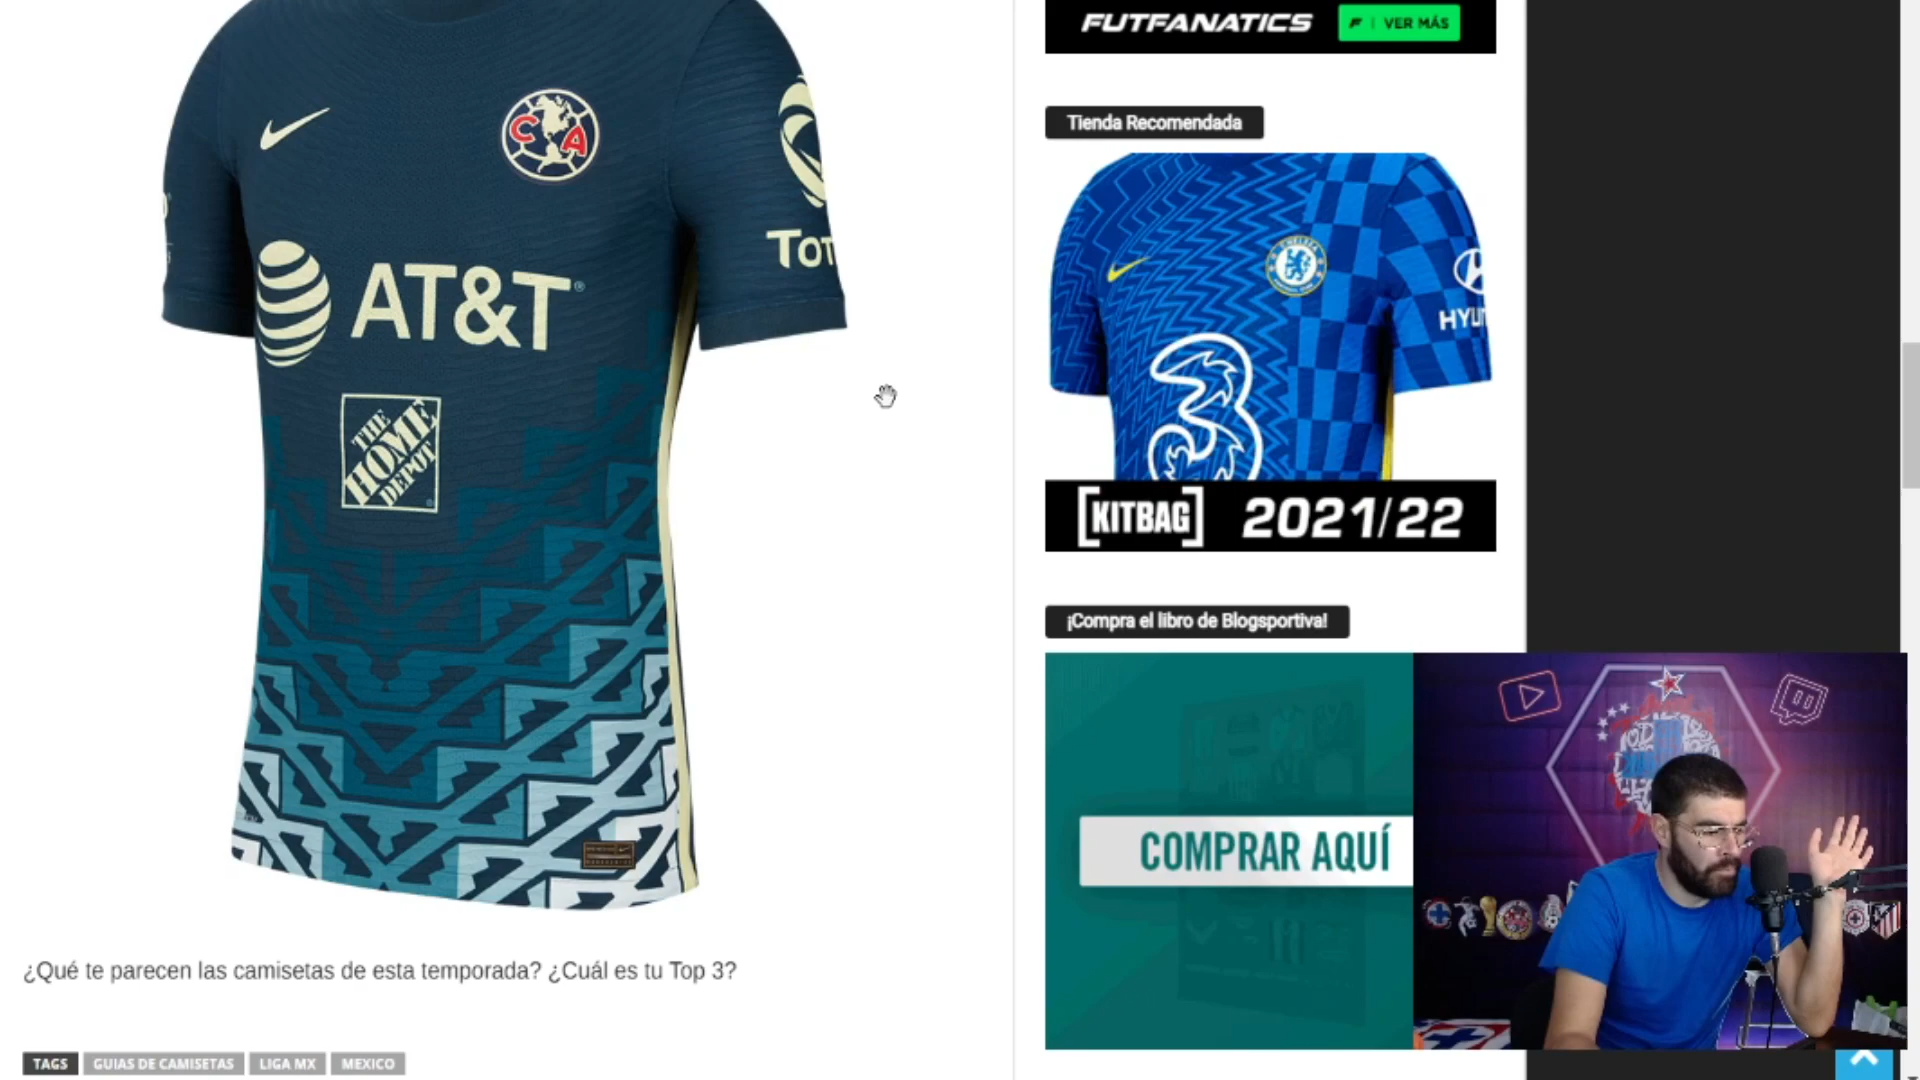 C A
AT&T
THE
HOME
DEPOT
¿Qué te parecen las camisetas de esta temporada? ¿Cuál es tu Top 3?
TAGS GUIAS DE CAMISETAS LIGA MX MEXICO
FUTFANATICS
VER MÁS
Tienda Recomendada
CHELSEA
3
[KITBAG] 2021/22
¡Compra el libro de Blogsportiva!
COMPRAR AQUÍ